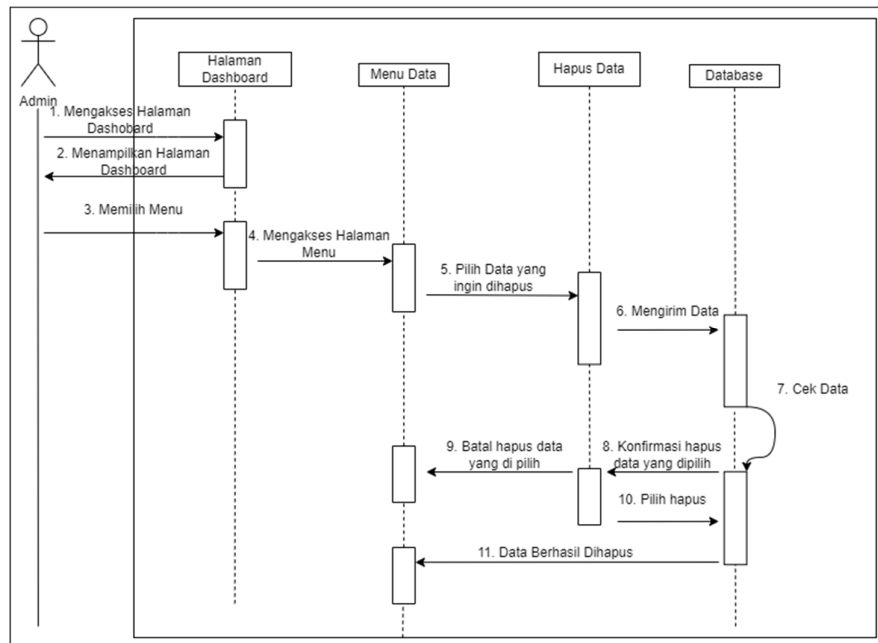 Halaman
Dashboard
Menu Data
Hapus Data
Database
Admin
1. Mengakses Halaman
Dashobard
2. Menampilkan Halaman
Dashboard
3. Memilih Menu
4. Mengakses Halaman
Menu
5. Pilih Data yang
ingin dihapus
6. Mengirim Data
7. Cek Data
8. Konfirmasi hapus
data yang dipilih
9. Batal hapus data
yang di pilih
10. Pilih hapus
11. Data Berhasil Dihapus